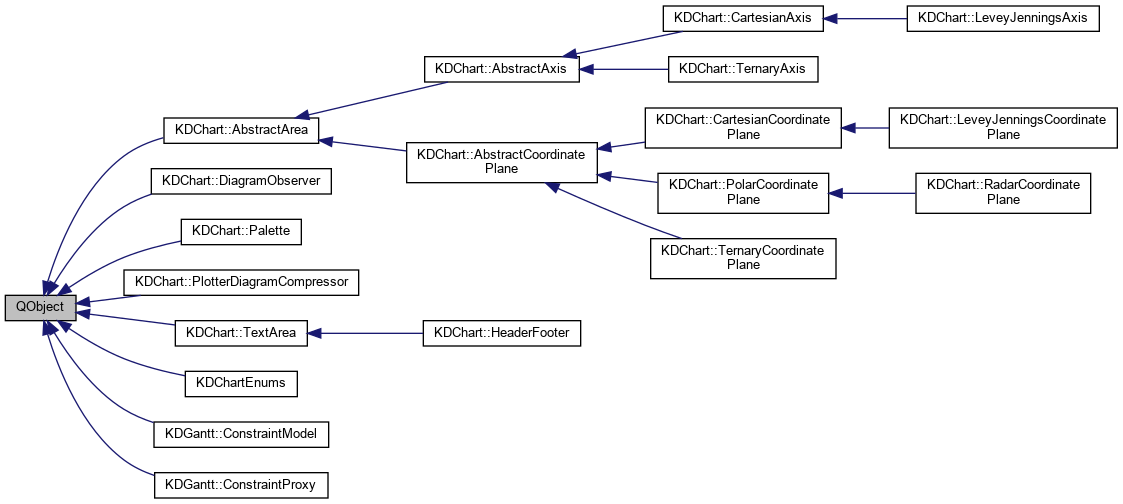 KDChart::CartesianAxis
KDChart::LeveyJenningsAxis
KDChart::AbstractAxis
KDChart::TernaryAxis
KDChart::AbstractArea
KDChart::CartesianCoordinate
Plane
KDChart::LeveyJenningsCoordinate
Plane
KDChart::AbstractCoordinate
Plane
KDChart::DiagramObserver
KDChart::PolarCoordinate
Plane
KDChart::RadarCoordinate
Plane
KDChart::Palette
KDChart::TernaryCoordinate
Plane
KDChart::PlotterDiagramCompressor
QObject
KDChart::TextArea
KDChart::HeaderFooter
KDChartEnums
KDGantt::ConstraintModel
KDGantt::ConstraintProxy